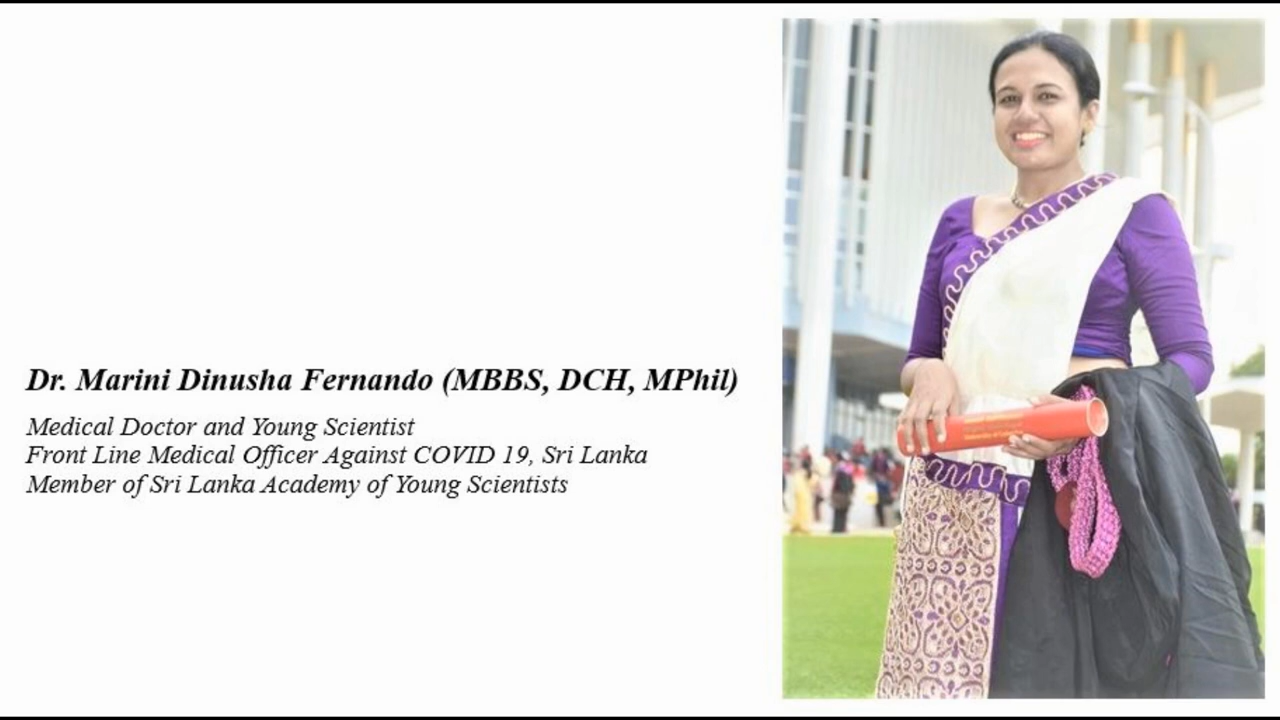 Dr. Marini Dinusha Fernando (MBBS, DCH, MPhil)
Medical Doctor and Young Scientist
Front Line Medical Officer Against COVID 19, Sri Lanka
Member of Sri Lanka Academy of Young Scientists